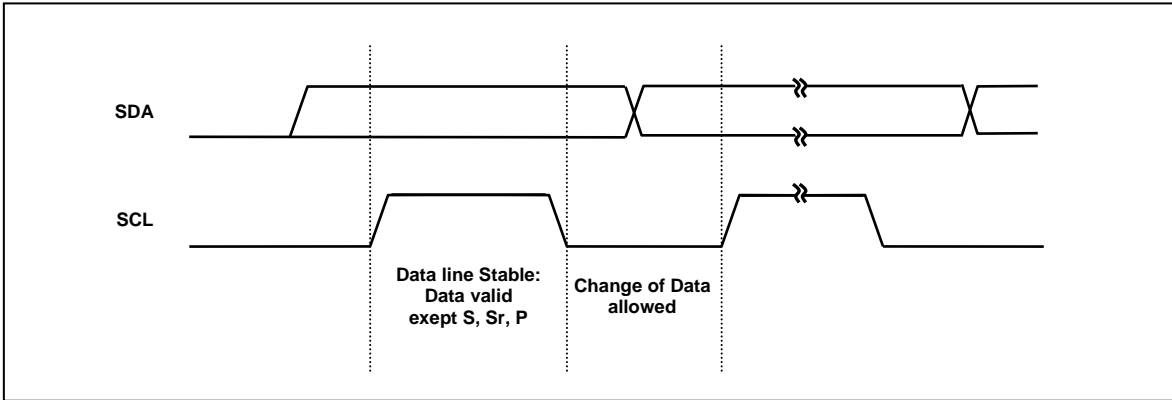 SDA
SCL
Data line Stable:
Data valid
exept S, Sr, P
Change of Data
allowed